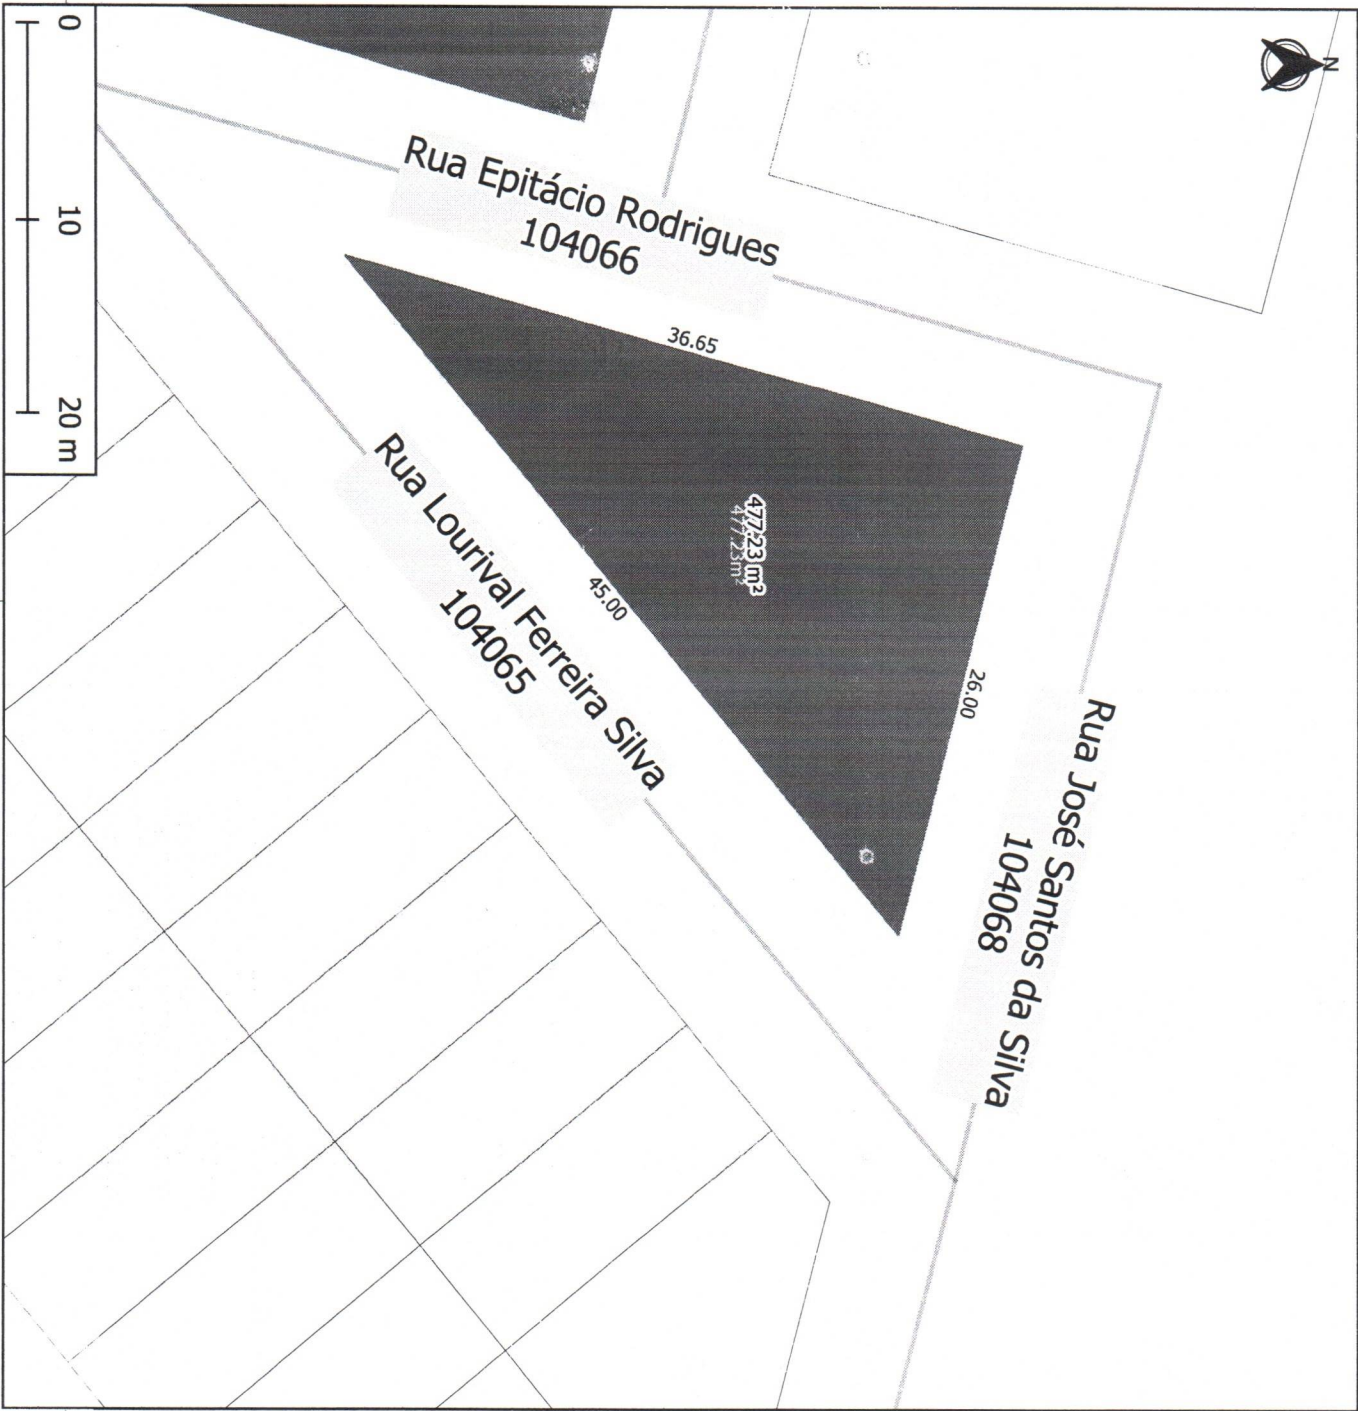 N
Rua Epitácio Rodrigues
104066
36.65
477.23 m²
477.23m²
26.00
45.00
Rua José Santos da Silva
104068
Rua Lourival Ferreira Silva
104065
0 10 20 m